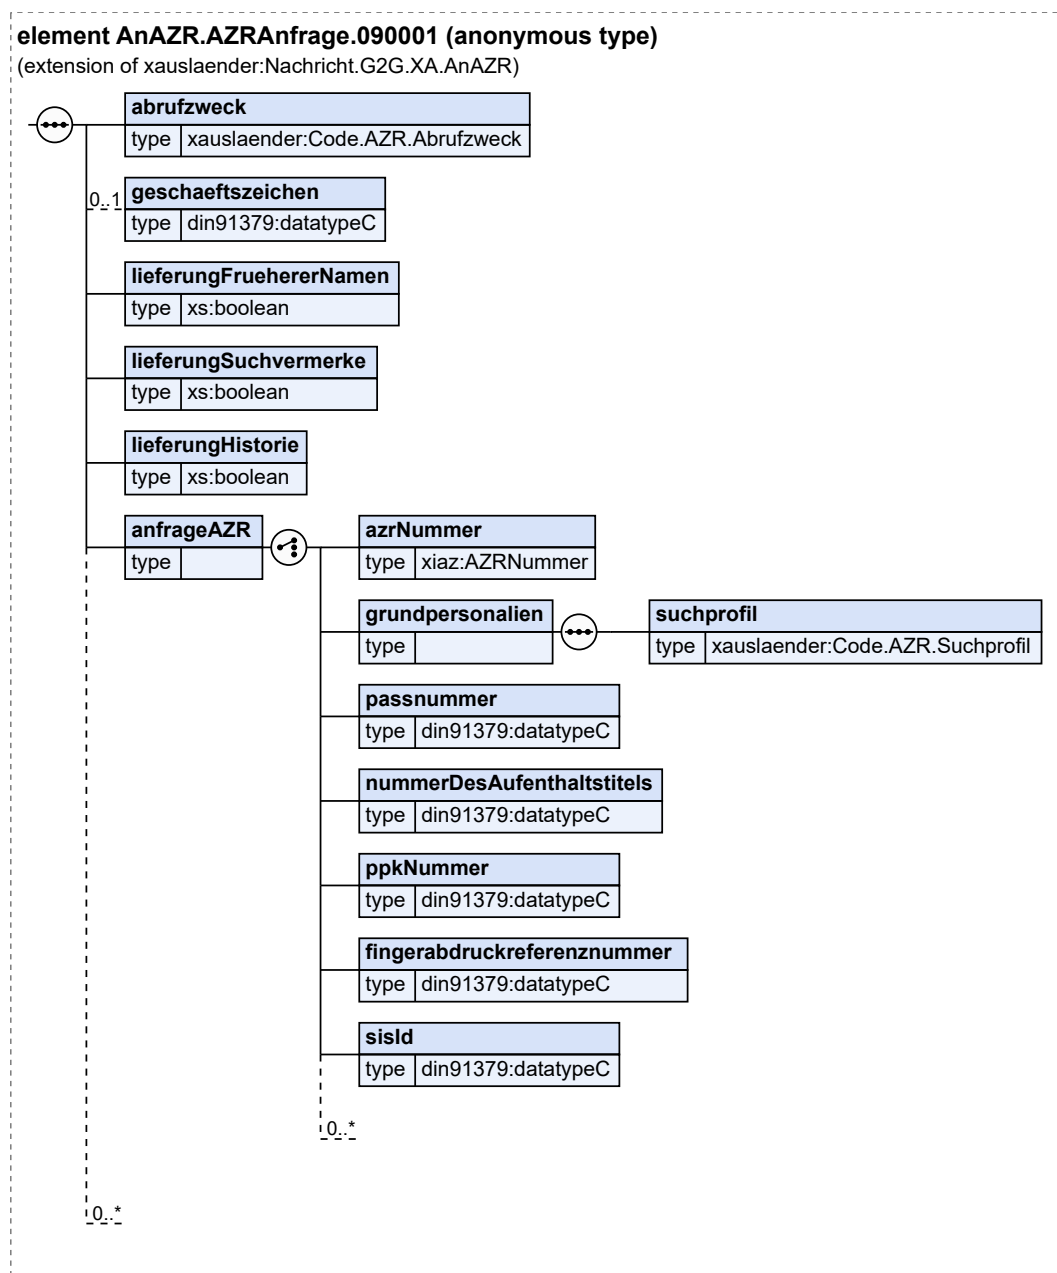 element AnAZR.AZRAnfrage.090001 (anonymous type)
(extension of xauslaender:Nachricht.G2G.XA.AnAZR)
abrufzweck
type xauslaender:Code.AZR.Abrufzweck
0..1
geschaeftszeichen
type din91379:datatypeC
lieferungFruehererNamen
type xs:boolean
lieferungSuchvermerke
type xs:boolean
lieferungHistorie
type xs:boolean
anfrageAZR
type
azrNummer
type xiaz:AZRNummer
grundpersonalien
type
suchprofil
type xauslaender:Code.AZR.Suchprofil
passnummer
type din91379:datatypeC
nummerDesAufenthaltstitels
type din91379:datatypeC
ppkNummer
type din91379:datatypeC
fingerabdruckreferenznummer
type din91379:datatypeC
sisId
type din91379:datatypeC
0..*
0..*